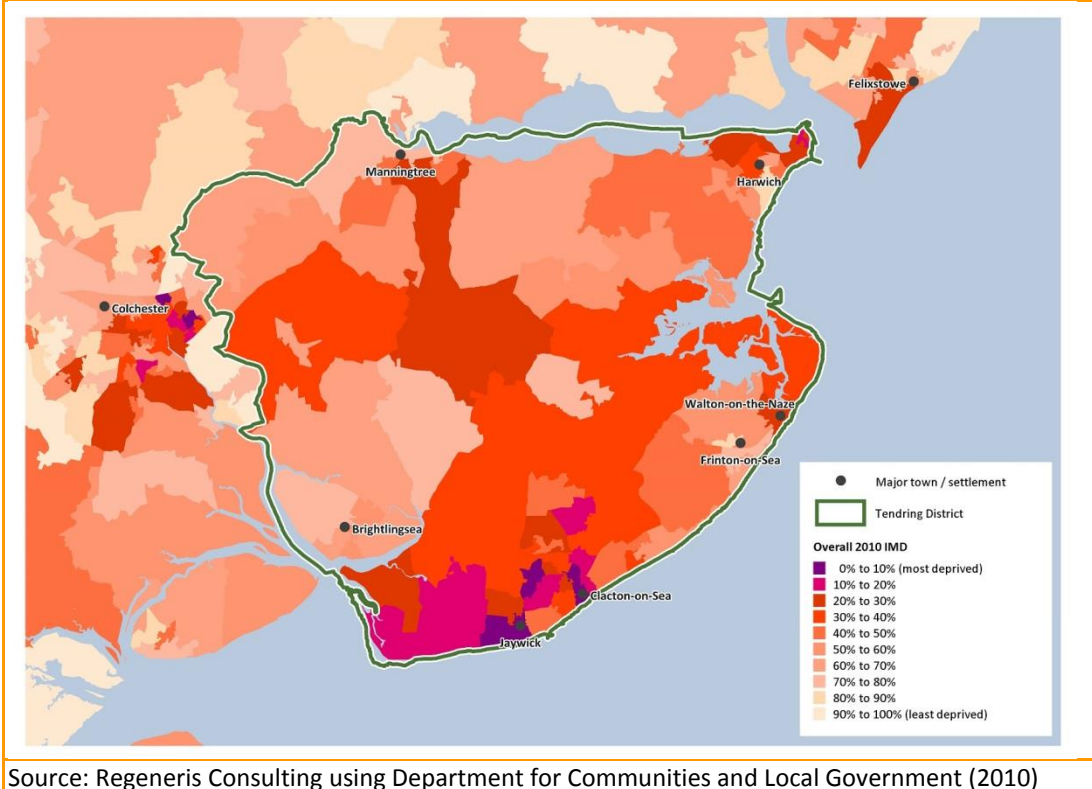 Felixstowe
Manningtree
Harwich
Colchester
Walton-on-the-Naze
Frinton-on-Sea
Brightlingsea
Clacton-on-Sea
Jaywick
Major town / settlement
Tendring District
Overall 2010 IMD
0% to 10% (most deprived)
10% to 20%
20% to 30%
30% to 40%
40% to 50%
50% to 60%
60% to 70%
70% to 80%
80% to 90%
90% to 100% (least deprived)
Source: Regeneris Consulting using Department for Communities and Local Government (2010)